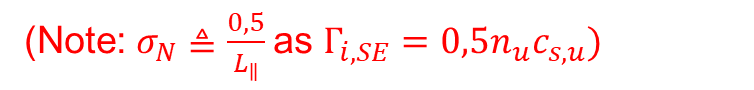 (Note: σ_N ≜ 0,5/L_∥ as Γ_{i,SE} = 0,5n_u c_{s,u})